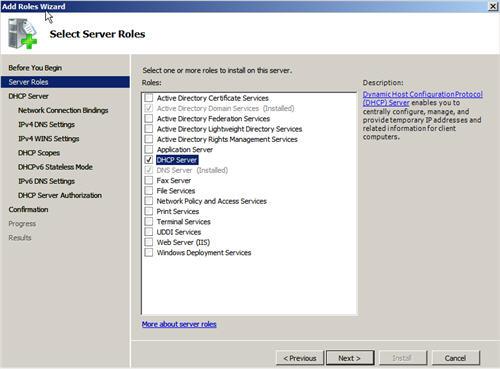 Add Roles Wizard
Select Server Roles
Before You Begin
Server Roles
DHCP Server
Network Connection Bindings
IPv4 DNS Settings
IPv4 WINS Settings
DHCP Scopes
DHCPv6 Stateless Mode
IPv6 DNS Settings
DHCP Server Authorization
Confirmation
Progress
Results
Select one or more roles to install on this server.
Roles:
Active Directory Certificate Services
Active Directory Domain Services (Installed)
Active Directory Federation Services
Active Directory Lightweight Directory Services
Active Directory Rights Management Services
Application Server
DHCP Server
DNS Server (Installed)
Fax Server
File Services
Network Policy and Access Services
Print Services
Terminal Services
UDDI Services
Web Server (IIS)
Windows Deployment Services
More about server roles
Description:
Dynamic Host Configuration Protocol
(DHCP) Server enables you to
centrally configure, manage, and
provide temporary IP addresses and
related information for client
computers.
< Previous
Next >
Install
Cancel